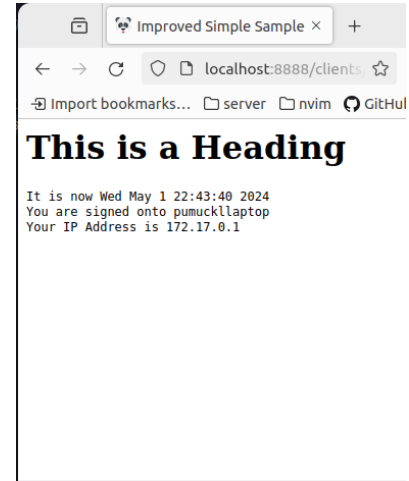 Improved Simple Sample
localhost:8888/clients
Import bookmarks... server nvim GitHub
This is a Heading
It is now Wed May 1 22:43:40 2024
You are signed onto pumuckllaptop
Your IP Address is 172.17.0.1